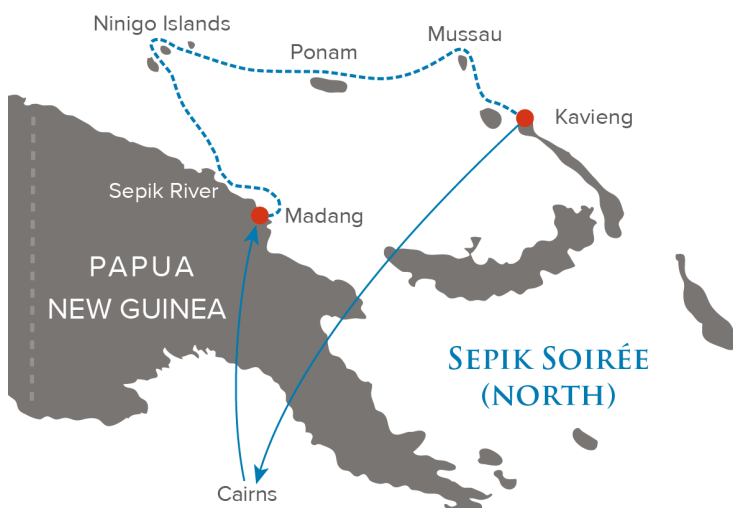 Ninigo Islands
Ponam
Mussau
Kavieng
Sepik River
Madang
PAPUA
NEW GUINEA
SEPIK SOIRÉE
(NORTH)
Cairns